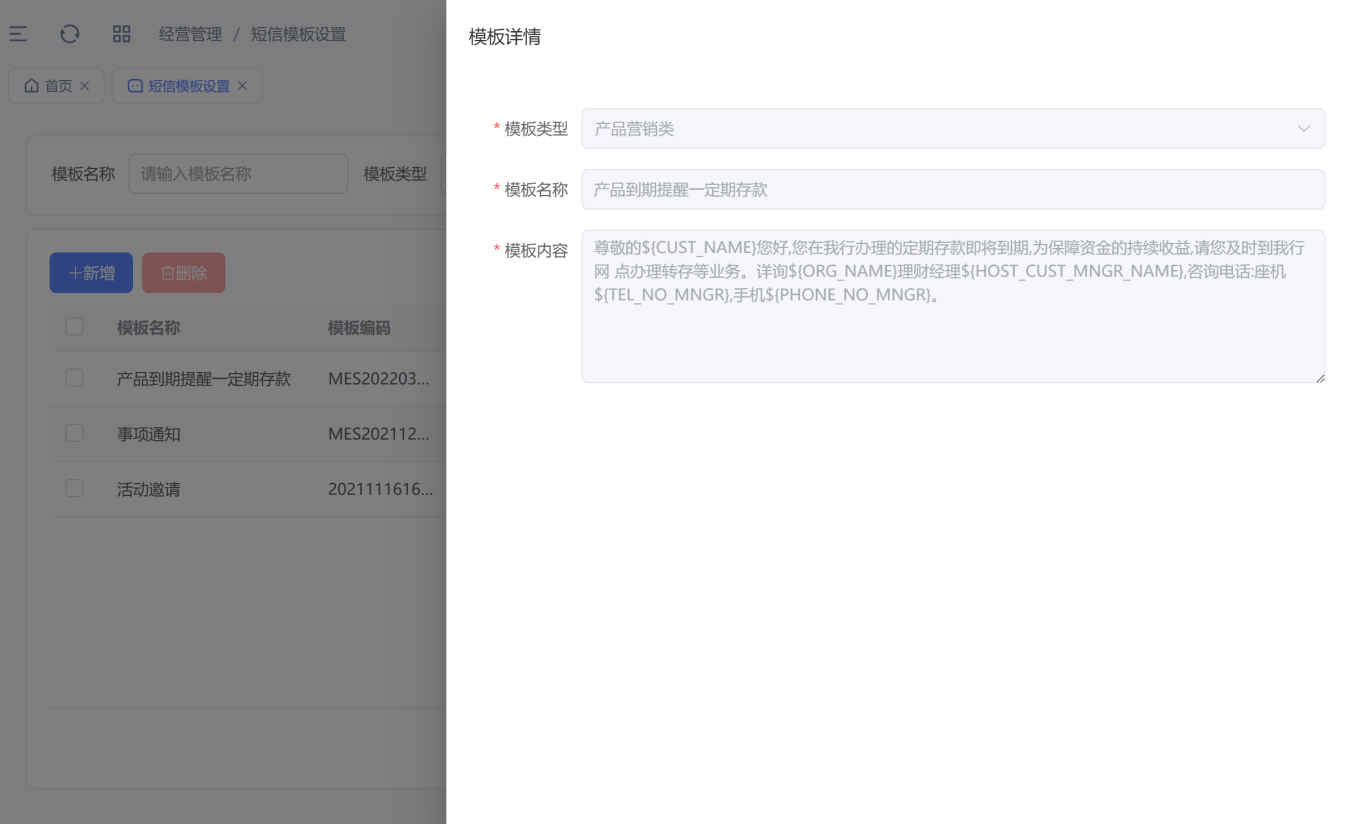 经营管理 / 短信模板设置
首页
短信模板设置
模板名称 请输入模板名称 模板类型
+新增 删除
模板名称 模板编码
产品到期提醒一定期存款 MES202203...
事项通知 MES202112...
活动邀请 2021111616...
模板详情
* 模板类型 产品营销类
* 模板名称 产品到期提醒一定期存款
* 模板内容 尊敬的${CUST_NAME}您好,您在我行办理的定期存款即将到期,为保障资金的持续收益,请您及时到我行
网 点办理转存等业务。详询${ORG_NAME}理财经理${HOST_CUST_MNGR_NAME},咨询电话:座机
${TEL_NO_MNGR},手机${PHONE_NO_MNGR}。